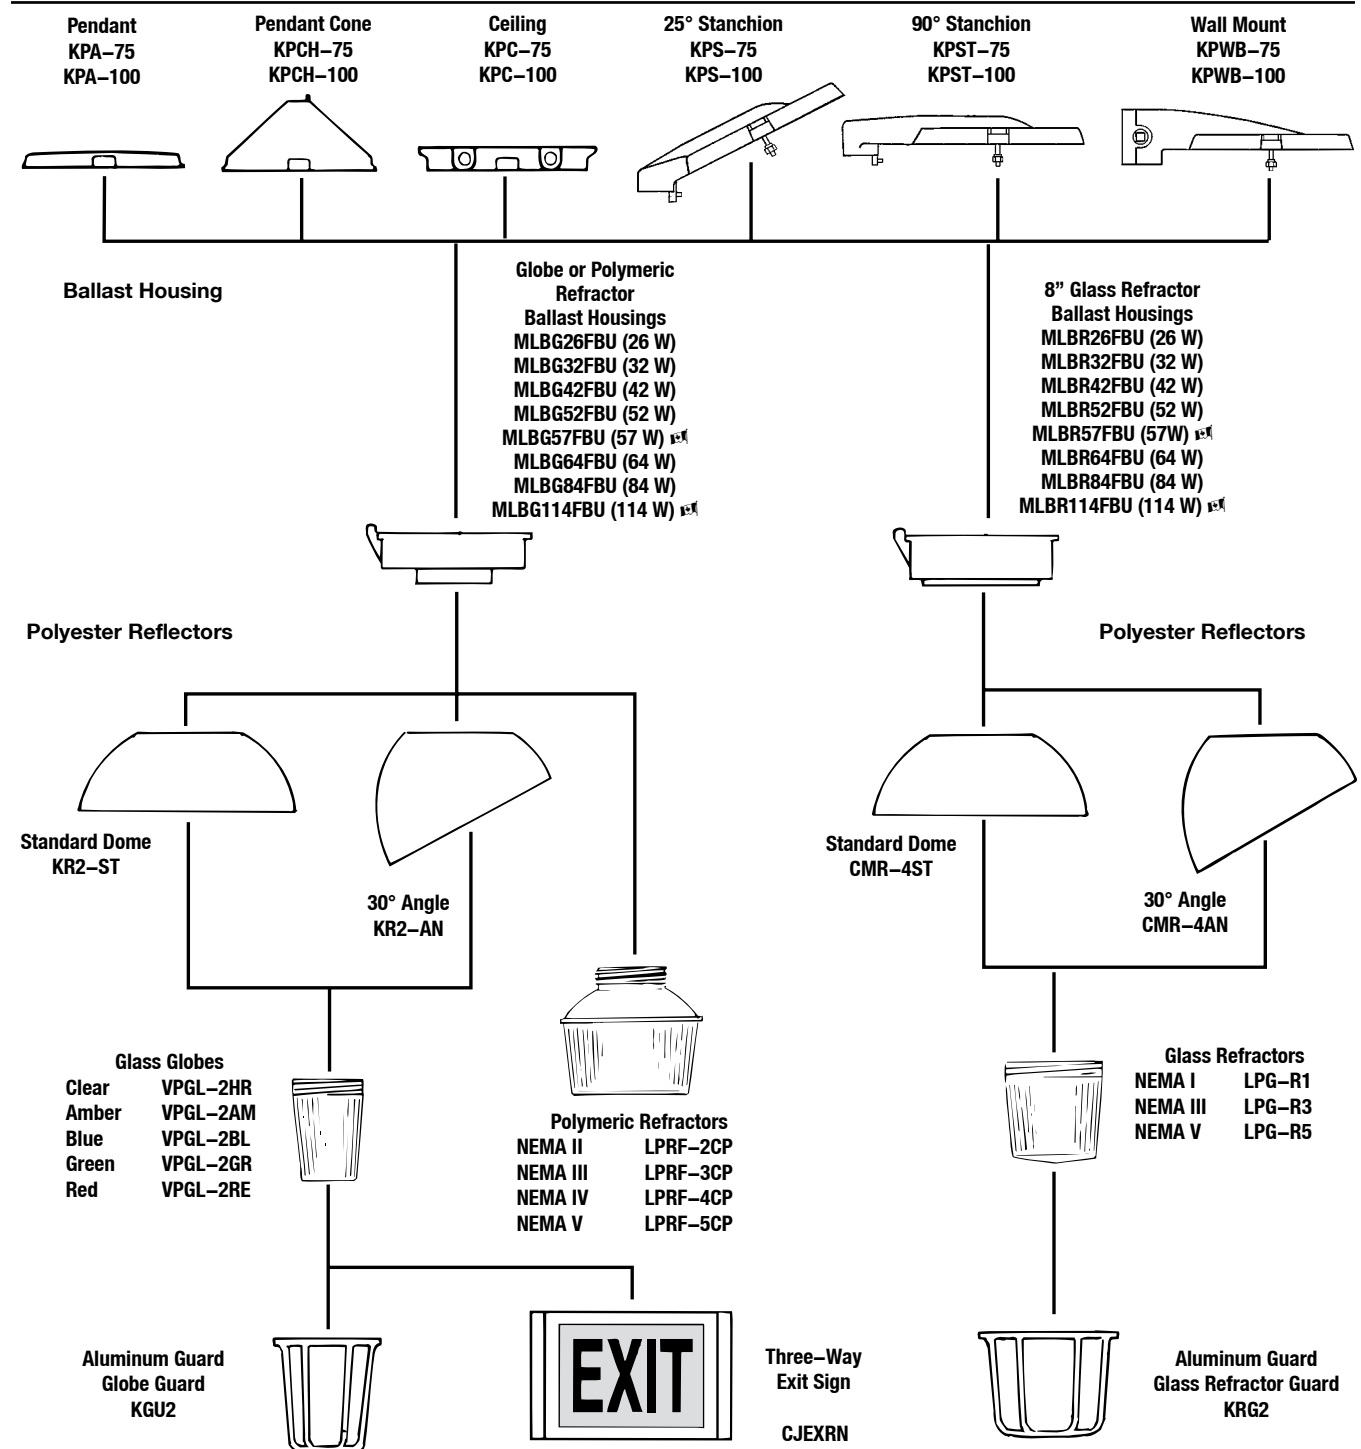 Pendant
KPA–75
KPA–100
Pendant Cone
KPCH–75
KPCH–100
Ceiling
KPC–75
KPC–100
25° Stanchion
KPS–75
KPS–100
90° Stanchion
KPST–75
KPST–100
Wall Mount
KPWB–75
KPWB–100
Ballast Housing
Globe or Polymeric
Refractor
Ballast Housings
MLBG26FBU (26 W)
MLBG32FBU (32 W)
MLBG42FBU (42 W)
MLBG52FBU (52 W)
MLBG57FBU (57 W)
MLBG64FBU (64 W)
MLBG84FBU (84 W)
MLBG114FBU (114 W)
8” Glass Refractor
Ballast Housings
MLBR26FBU (26 W)
MLBR32FBU (32 W)
MLBR42FBU (42 W)
MLBR52FBU (52 W)
MLBR57FBU (57W)
MLBR64FBU (64 W)
MLBR84FBU (84 W)
MLBR114FBU (114 W)
Polyester Reflectors
Polyester Reflectors
Standard Dome
KR2–ST
30° Angle
KR2–AN
Standard Dome
CMR–4ST
30° Angle
CMR–4AN
Glass Globes
Clear VPGL–2HR
Amber VPGL–2AM
Blue VPGL–2BL
Green VPGL–2GR
Red VPGL–2RE
Polymeric Refractors
NEMA II LPRF–2CP
NEMA III LPRF–3CP
NEMA IV LPRF–4CP
NEMA V LPRF–5CP
Glass Refractors
NEMA I LPG–R1
NEMA III LPG–R3
NEMA V LPG–R5
Aluminum Guard
Globe Guard
KGU2
EXIT
Three–Way
Exit Sign
CJEXRN
Aluminum Guard
Glass Refractor Guard
KRG2